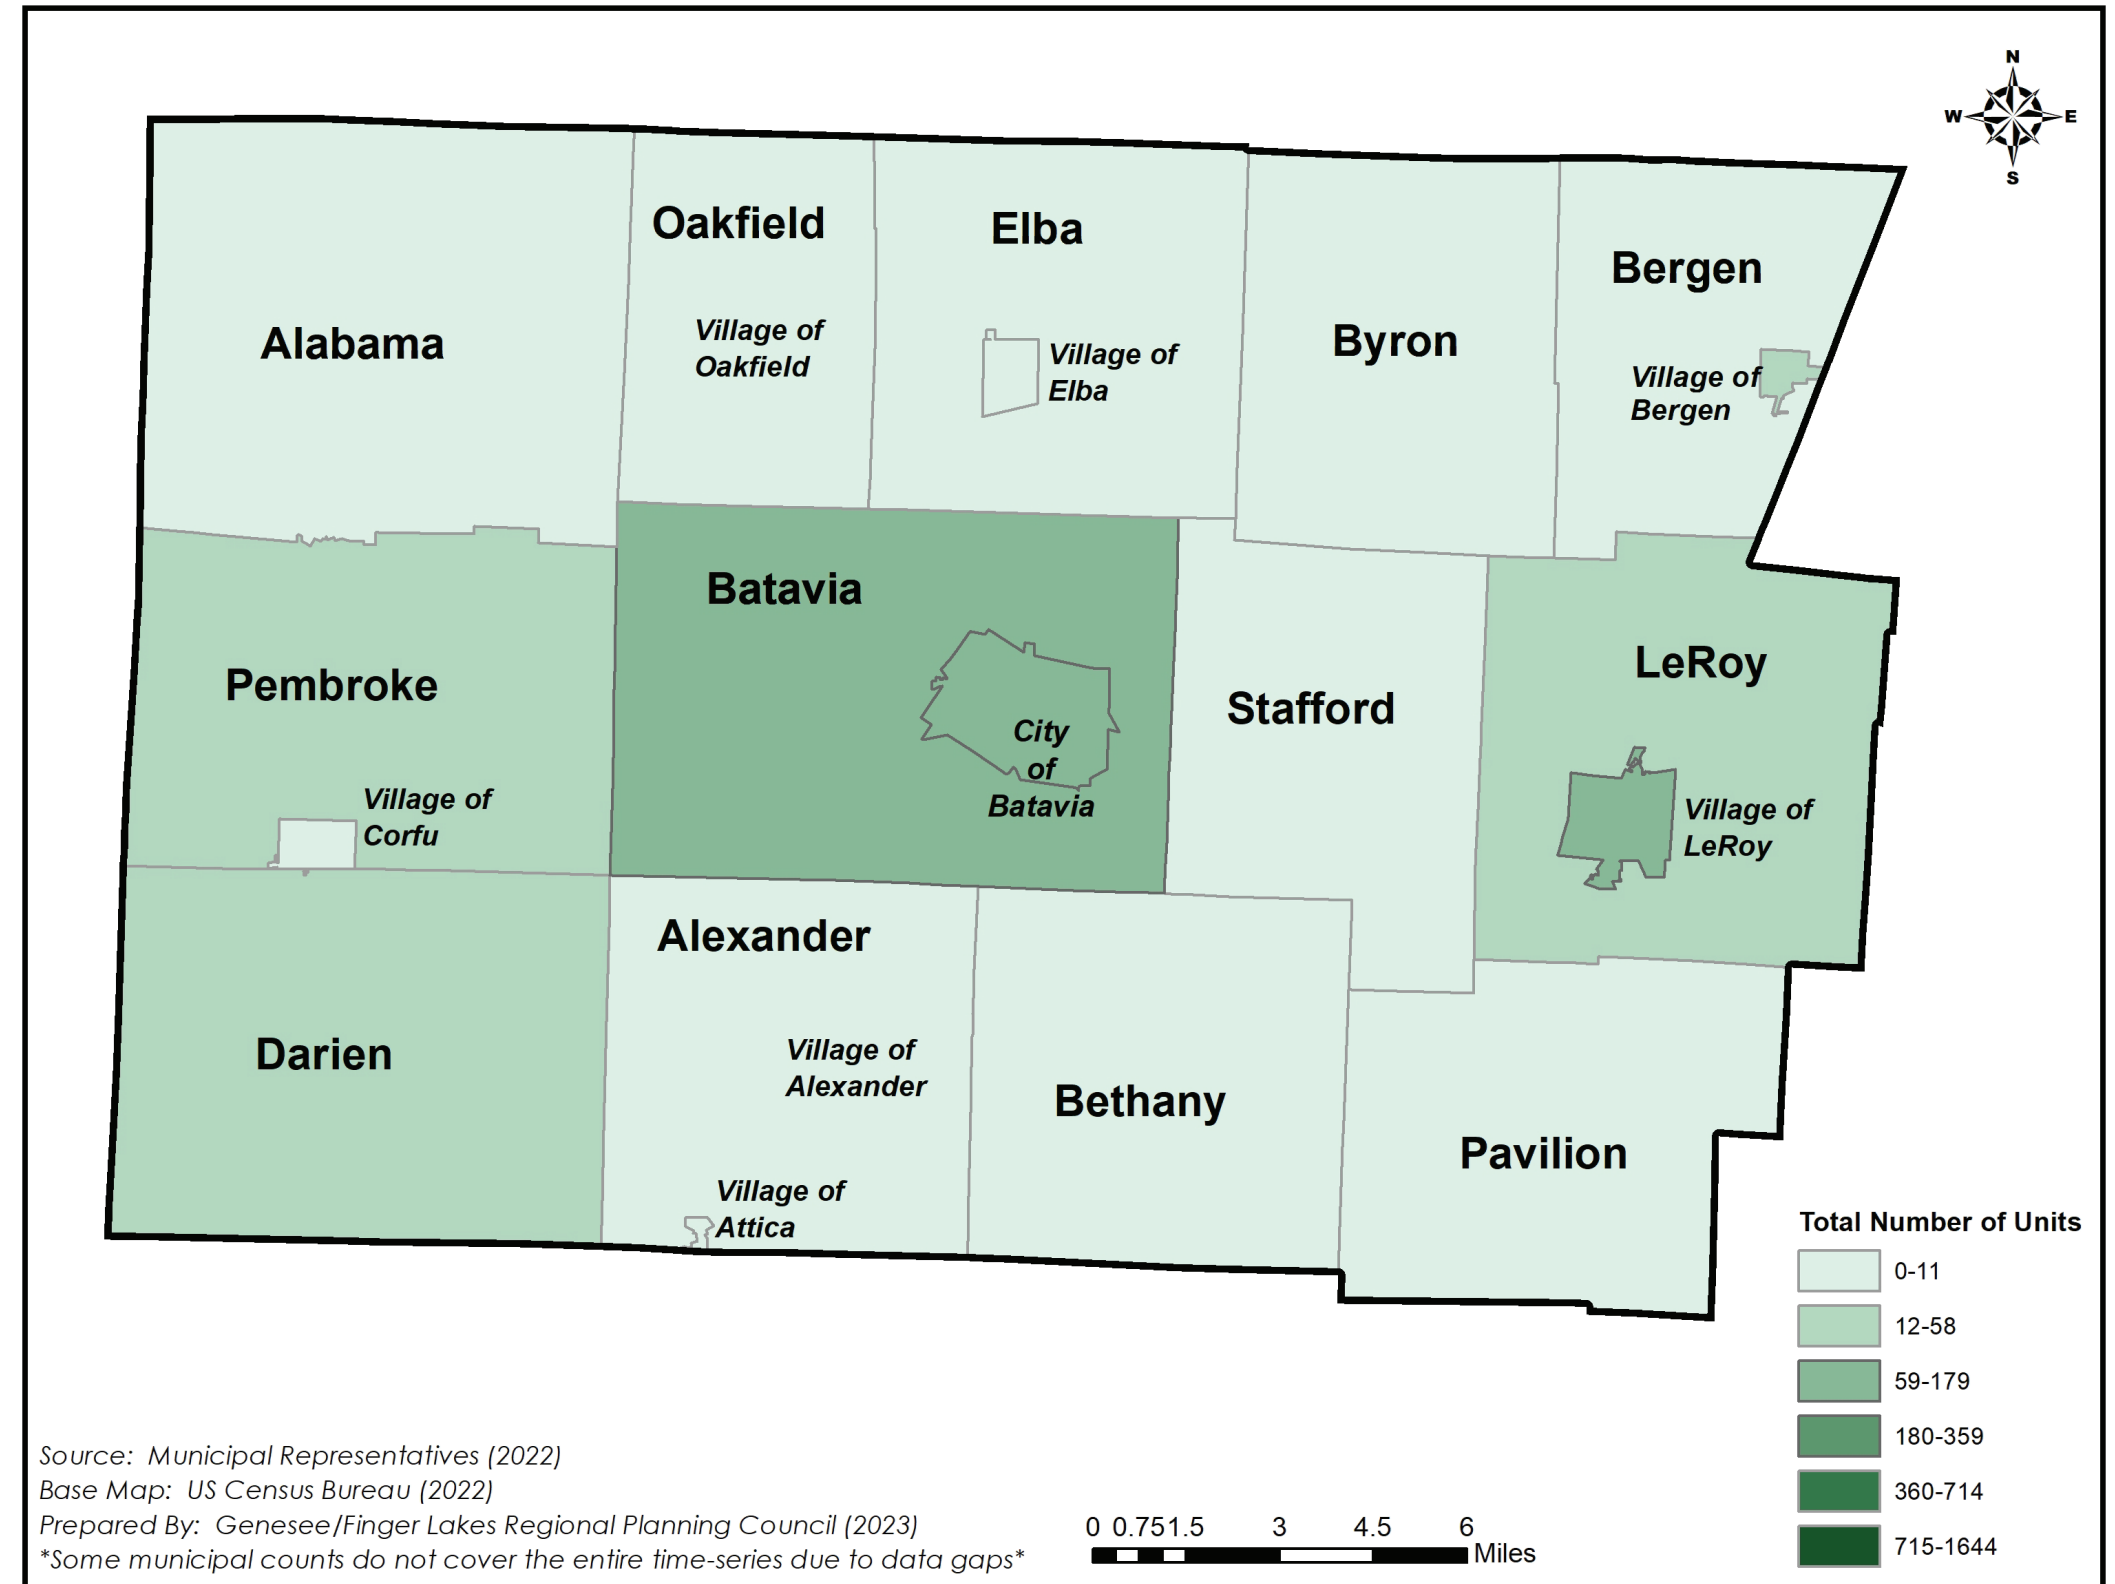 N
W E
S
Oakfield
Elba
Bergen
Alabama
Byron
Village of
Oakfield
Village of
Elba
Village of
Bergen
Batavia
Pembroke
LeRoy
Stafford
City
of
Batavia
Village of
Corfu
Village of
LeRoy
Alexander
Darien
Village of
Alexander
Bethany
Pavilion
Village of
Attica
Total Number of Units
0-11
12-58
59-179
180-359
360-714
715-1644
Source: Municipal Representatives (2022)
Base Map: US Census Bureau (2022)
Prepared By: Genesee/Finger Lakes Regional Planning Council (2023)
*Some municipal counts do not cover the entire time-series due to data gaps*
0 0.751.5 3 4.5 6
Miles